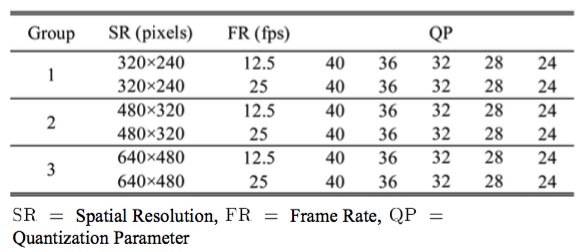 Group SR (pixels) FR (fps) QP
1 320×240 12.5 40 36 32 28 24
320×240 25 40 36 32 28 24
2 480×320 12.5 40 36 32 28 24
480×320 25 40 36 32 28 24
3 640×480 12.5 40 36 32 28 24
640×480 25 40 36 32 28 24
SR = Spatial Resolution, FR = Frame Rate, QP =
Quantization Parameter